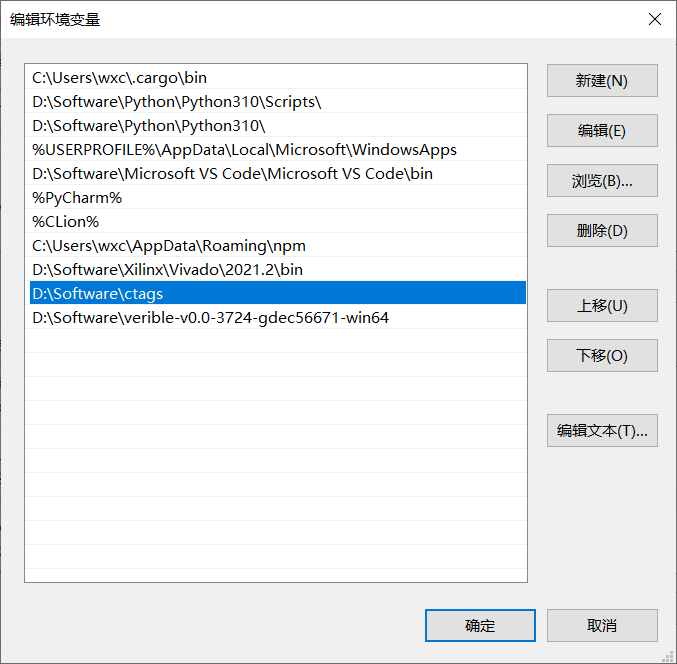 编辑环境变量
C:\Users\wxc\.cargo\bin
D:\Software\Python\Python310\Scripts\
D:\Software\Python\Python310\
%USERPROFILE%\AppData\Local\Microsoft\WindowsApps
D:\Software\Microsoft VS Code\Microsoft VS Code\bin
%PyCharm%
%CLion%
C:\Users\wxc\AppData\Roaming\npm
D:\Software\Xilinx\Vivado\2021.2\bin
D:\Software\ctags
D:\Software\verible-v0.0-3724-gdec56671-win64
新建(N)
编辑(E)
浏览(B)...
删除(D)
上移(U)
下移(O)
编辑文本(T)...
确定
取消